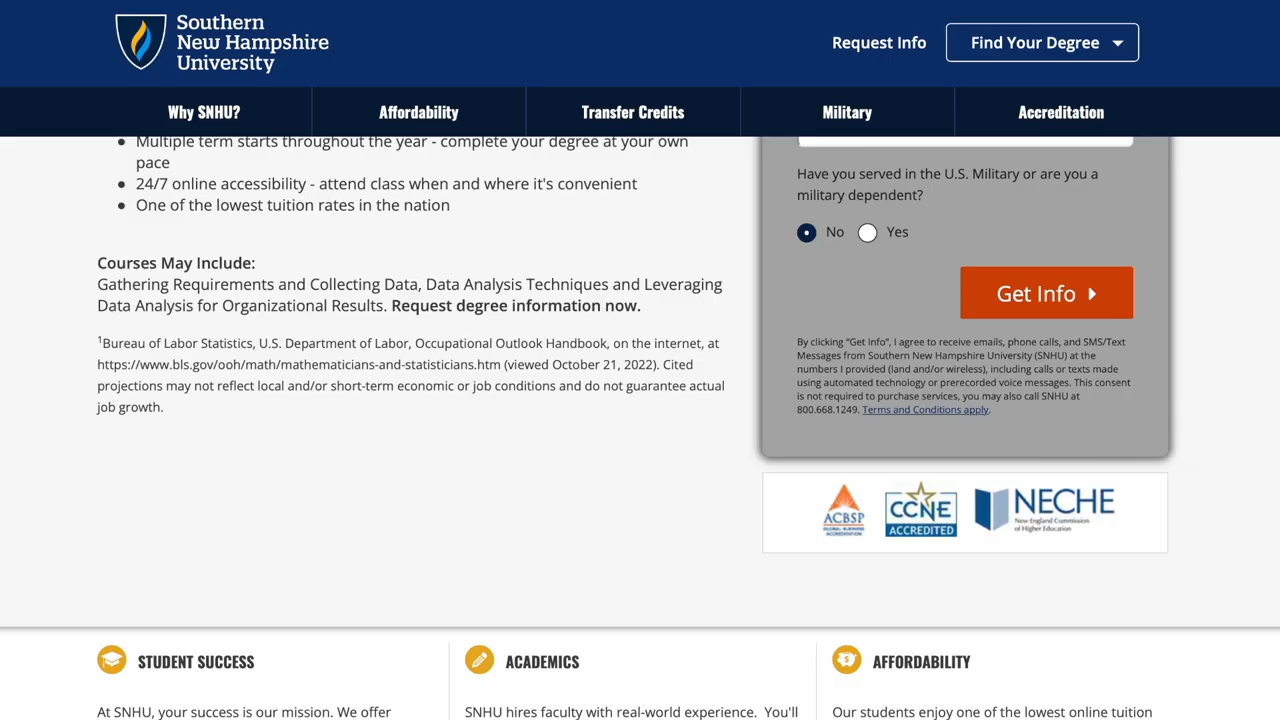 Southern
New Hampshire
University
Request Info
Find Your Degree
Why SNHU?
Affordability
Transfer Credits
Military
Accreditation
Multiple term starts throughout the year - complete your degree at your own
pace
24/7 online accessibility - attend class when and where it's convenient
One of the lowest tuition rates in the nation
Courses May Include:
Gathering Requirements and Collecting Data, Data Analysis Techniques and Leveraging
Data Analysis for Organizational Results. Request degree information now.
1Bureau of Labor Statistics, U.S. Department of Labor, Occupational Outlook Handbook, on the internet, at
https://www.bls.gov/ooh/math/mathematicians-and-statisticians.htm (viewed October 21, 2022). Cited
projections may not reflect local and/or short-term economic or job conditions and do not guarantee actual
job growth.
Have you served in the U.S. Military or are you a
military dependent?
No
Yes
Get Info
By clicking "Get Info", I agree to receive emails, phone calls, and SMS/Text
Messages from Southern New Hampshire University (SNHU) at the
numbers I provided (land and/or wireless), including calls or texts made
using automated technology or prerecorded voice messages. This consent
is not required to purchase services, you may also call SNHU at
800.668.1249. Terms and Conditions apply.
ACBSP
GLOBAL BUSINESS
ACCREDITATION
CCNE
ACCREDITED
NECHE
New England Commission
of Higher Education
STUDENT SUCCESS
At SNHU, your success is our mission. We offer
ACADEMICS
SNHU hires faculty with real-world experience. You'll
AFFORDABILITY
Our students enjoy one of the lowest online tuition